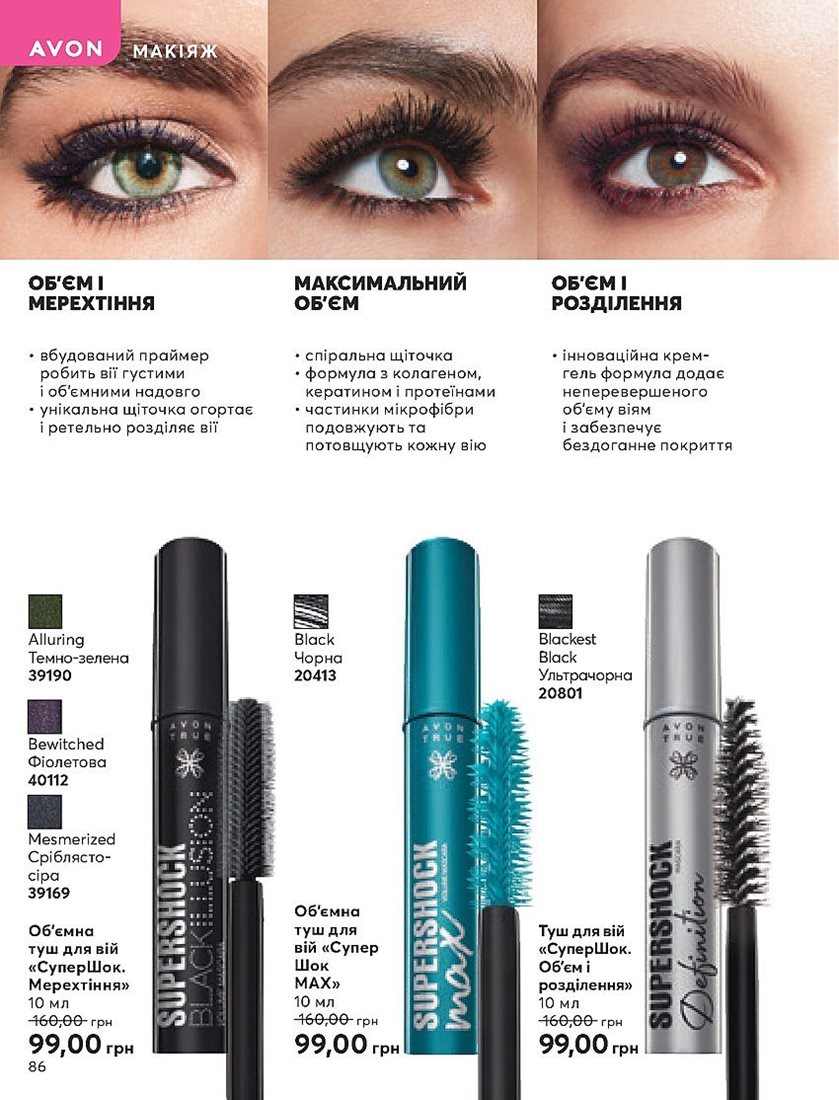 AVON МАКІЯЖ
ОБ'ЄМ І
МЕРЕХТІННЯ
• вбудований праймер
робить вії густими
і об'ємними надовго
• унікальна щіточка огортає
і ретельно розділяє вії
МАКСИМАЛЬНИЙ
ОБ'ЄМ
• спіральна щіточка
• формула з колагеном,
кератином і протеїнами
• частинки мікрофібри
подовжують та
потовщують кожну вію
ОБ'ЄМ І
РОЗДІЛЕННЯ
• інноваційна крем-
гель формула додає
неперевершеного
об'єму віям
і забезпечує
бездоганне покриття
Alluring
Темно-зелена
39190
Bewitched
Фіолетова
40112
Mesmerized
Сріблясто-
сіра
39169
Об'ємна
туш для вій
«СуперШок.
Мерехтіння»
10 мл
160,00 грн
99,00 грн
AVON
TRUE
SUPERSHOCK
BLACK ILLUSION
VOLUME MASCARA
Black
Чорна
20413
Об'ємна
туш для
вій «Супер
Шок
MAX»
10 мл
160,00 грн
99,00 грн
AVON
TRUE
SUPERSHOCK
max
VOLUME MASCARA
Blackest
Black
Ультрачорна
20801
Туш для вій
«СуперШок.
Об'єм і
розділення»
10 мл
160,00 грн
99,00 грн
AVON
TRUE
SUPERSHOCK
MASCARA
Definition
86